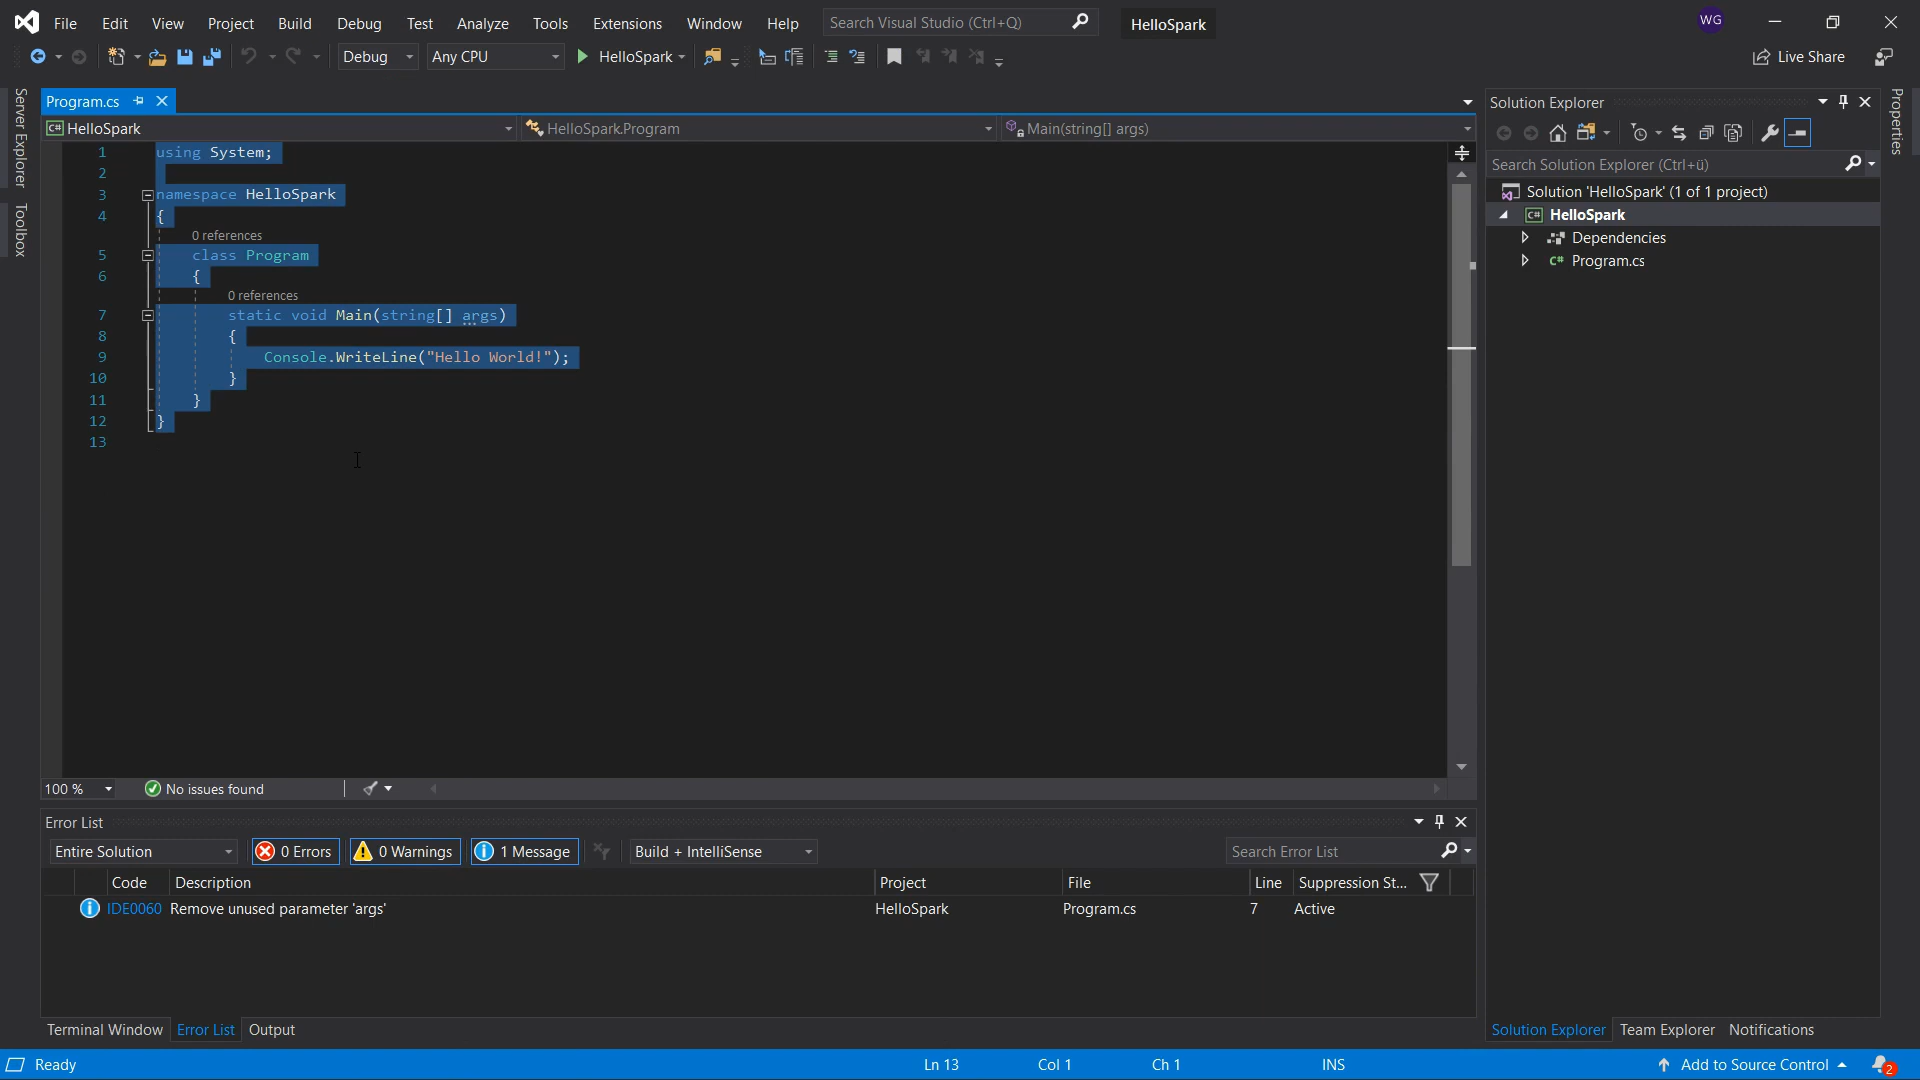 File Edit View Project Build Debug Test Analyze Tools Extensions Window Help Search Visual Studio (Ctrl+Q) HelloSpark WG
Debug Any CPU HelloSpark Live Share
Server Explorer
Toolbox
Program.cs
HelloSpark HelloSpark.Program Main(string[] args)
1 using System;
2
3 namespace HelloSpark
4 {
0 references
5 class Program
6 {
0 references
7 static void Main(string[] args)
8 {
9 Console.WriteLine("Hello World!");
10 }
11 }
12 }
13
100 % No issues found
Error List
Entire Solution 0 Errors 0 Warnings 1 Message Build + IntelliSense Search Error List
Code Description Project File Line Suppression St...
IDE0060 Remove unused parameter 'args' HelloSpark Program.cs 7 Active
Terminal Window Error List Output
Solution Explorer
Search Solution Explorer (Ctrl+ü)
Solution 'HelloSpark' (1 of 1 project)
C# HelloSpark
Dependencies
C# Program.cs
Solution Explorer Team Explorer Notifications
Properties
Ready Ln 13 Col 1 Ch 1 INS Add to Source Control 2